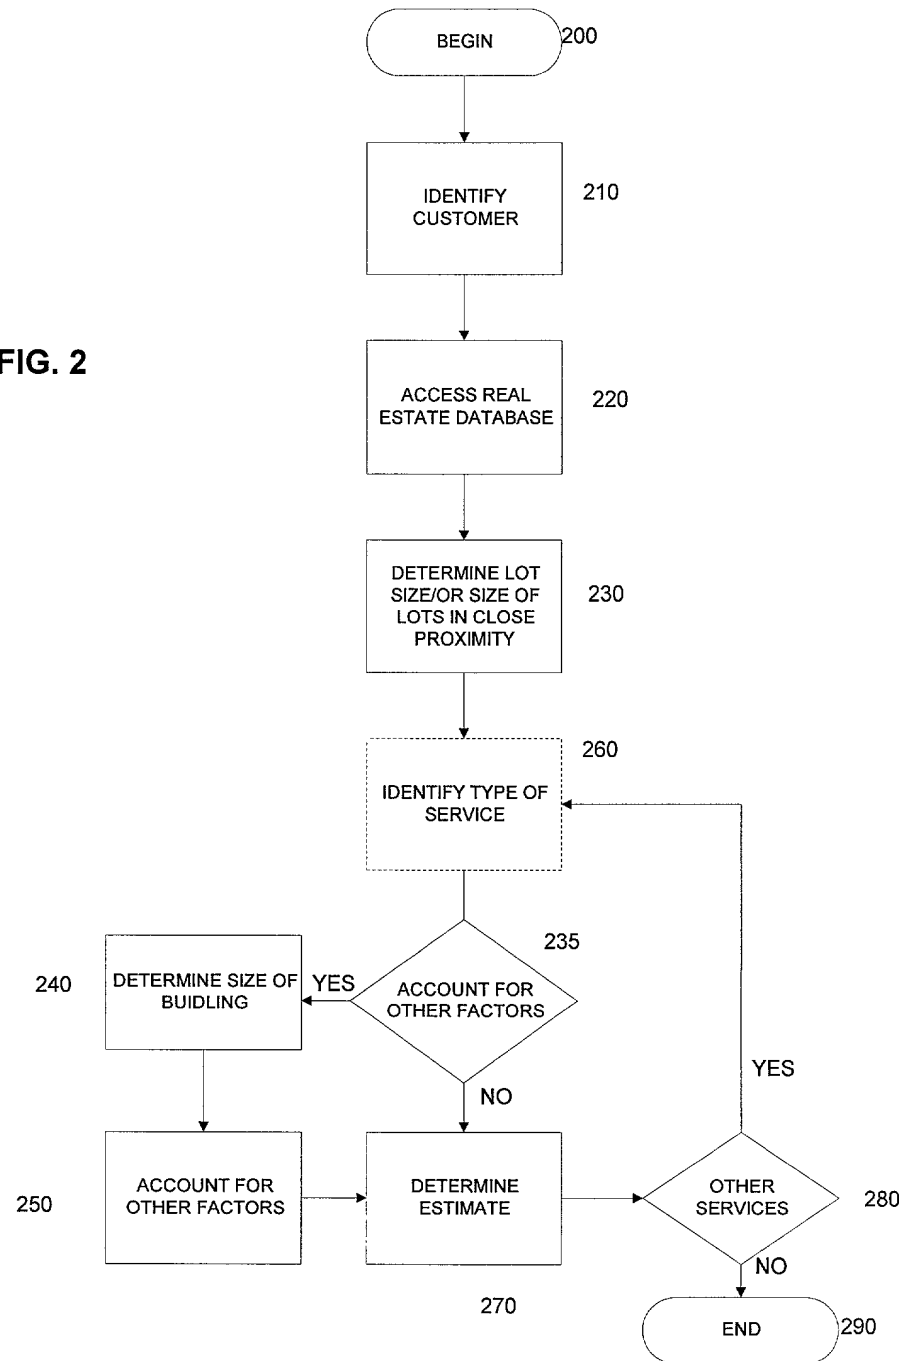 BEGIN
200
IDENTIFY
CUSTOMER
210
FIG. 2
ACCESS REAL
ESTATE DATABASE
220
DETERMINE LOT
SIZE/OR SIZE OF
LOTS IN CLOSE
PROXIMITY
230
260
IDENTIFY TYPE OF
SERVICE
235
240
DETERMINE SIZE OF
BUIDLING
YES
ACCOUNT FOR
OTHER FACTORS
NO
YES
250
ACCOUNT FOR
OTHER FACTORS
DETERMINE
ESTIMATE
270
OTHER
SERVICES
280
NO
END
290